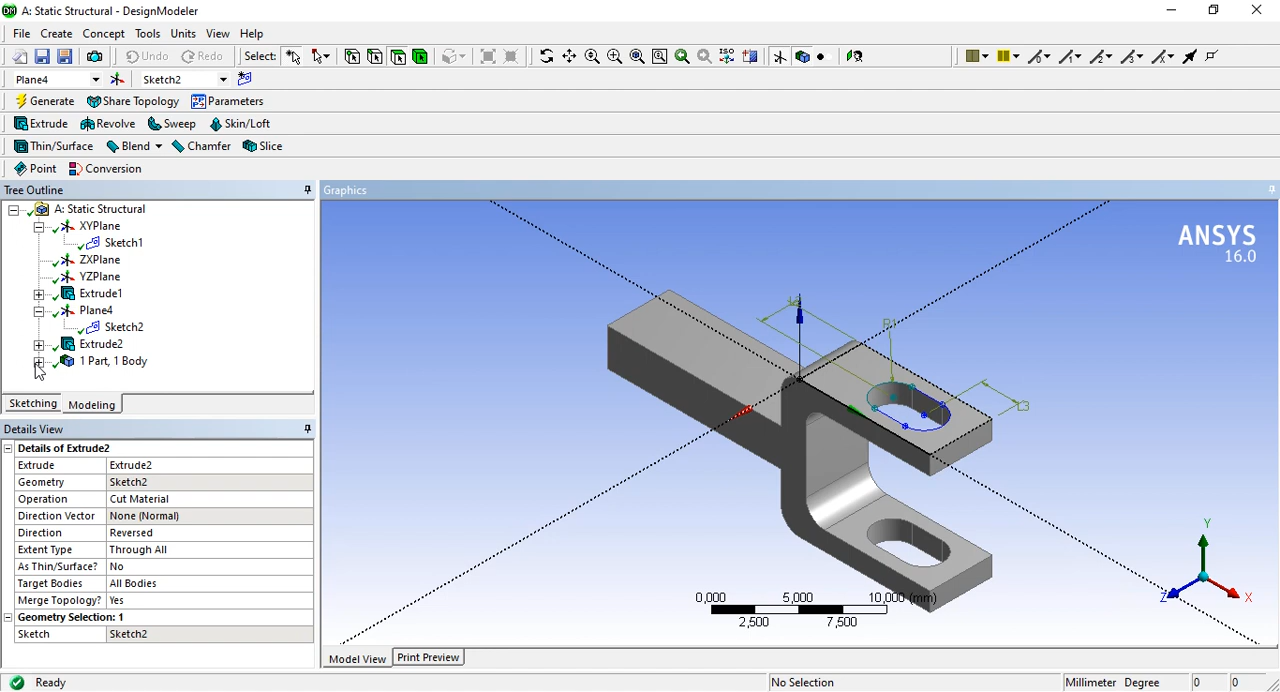 A: Static Structural - DesignModeler
File Create Concept Tools Units View Help
Undo Redo Select: ISO
Plane4 Sketch2
Generate Share Topology Parameters
Extrude Revolve Sweep Skin/Loft
Thin/Surface Blend Chamfer Slice
Point Conversion
Tree Outline
A: Static Structural
XYPlane
Sketch1
ZXPlane
YZPlane
Extrude1
Plane4
Sketch2
Extrude2
1 Part, 1 Body
Sketching Modeling
Details View
Details of Extrude2
Extrude Extrude2
Geometry Sketch2
Operation Cut Material
Direction Vector None (Normal)
Direction Reversed
Extent Type Through All
As Thin/Surface? No
Target Bodies All Bodies
Merge Topology? Yes
Geometry Selection: 1
Sketch Sketch2
Graphics
ANSYS
16.0
R1
L3
0,000 5,000 10,000 (mm)
2,500 7,500
Y
Z X
Model View Print Preview
Ready No Selection Millimeter Degree 0 0